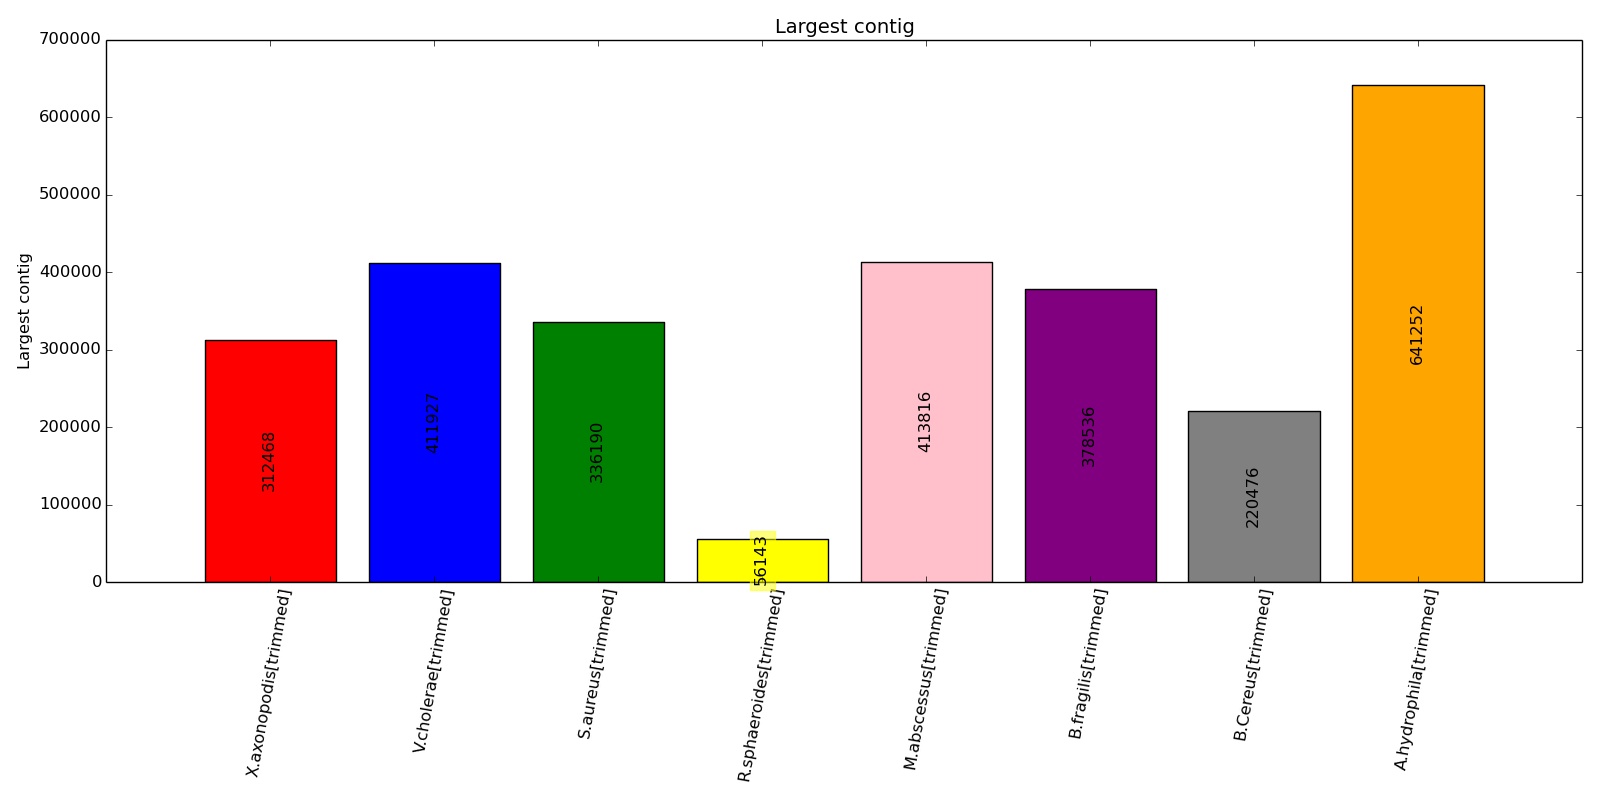 Largest contig
700000
600000
500000
400000
300000
200000
100000
0
Largest contig
312468
411927
336190
56143
413816
378536
220476
641252
X.axonopodis[trimmed]
V.cholerae[trimmed]
S.aureus[trimmed]
R.sphaeroides[trimmed]
M.abscessus[trimmed]
B.fragilis[trimmed]
B.Cereus[trimmed]
A.hydrophila[trimmed]